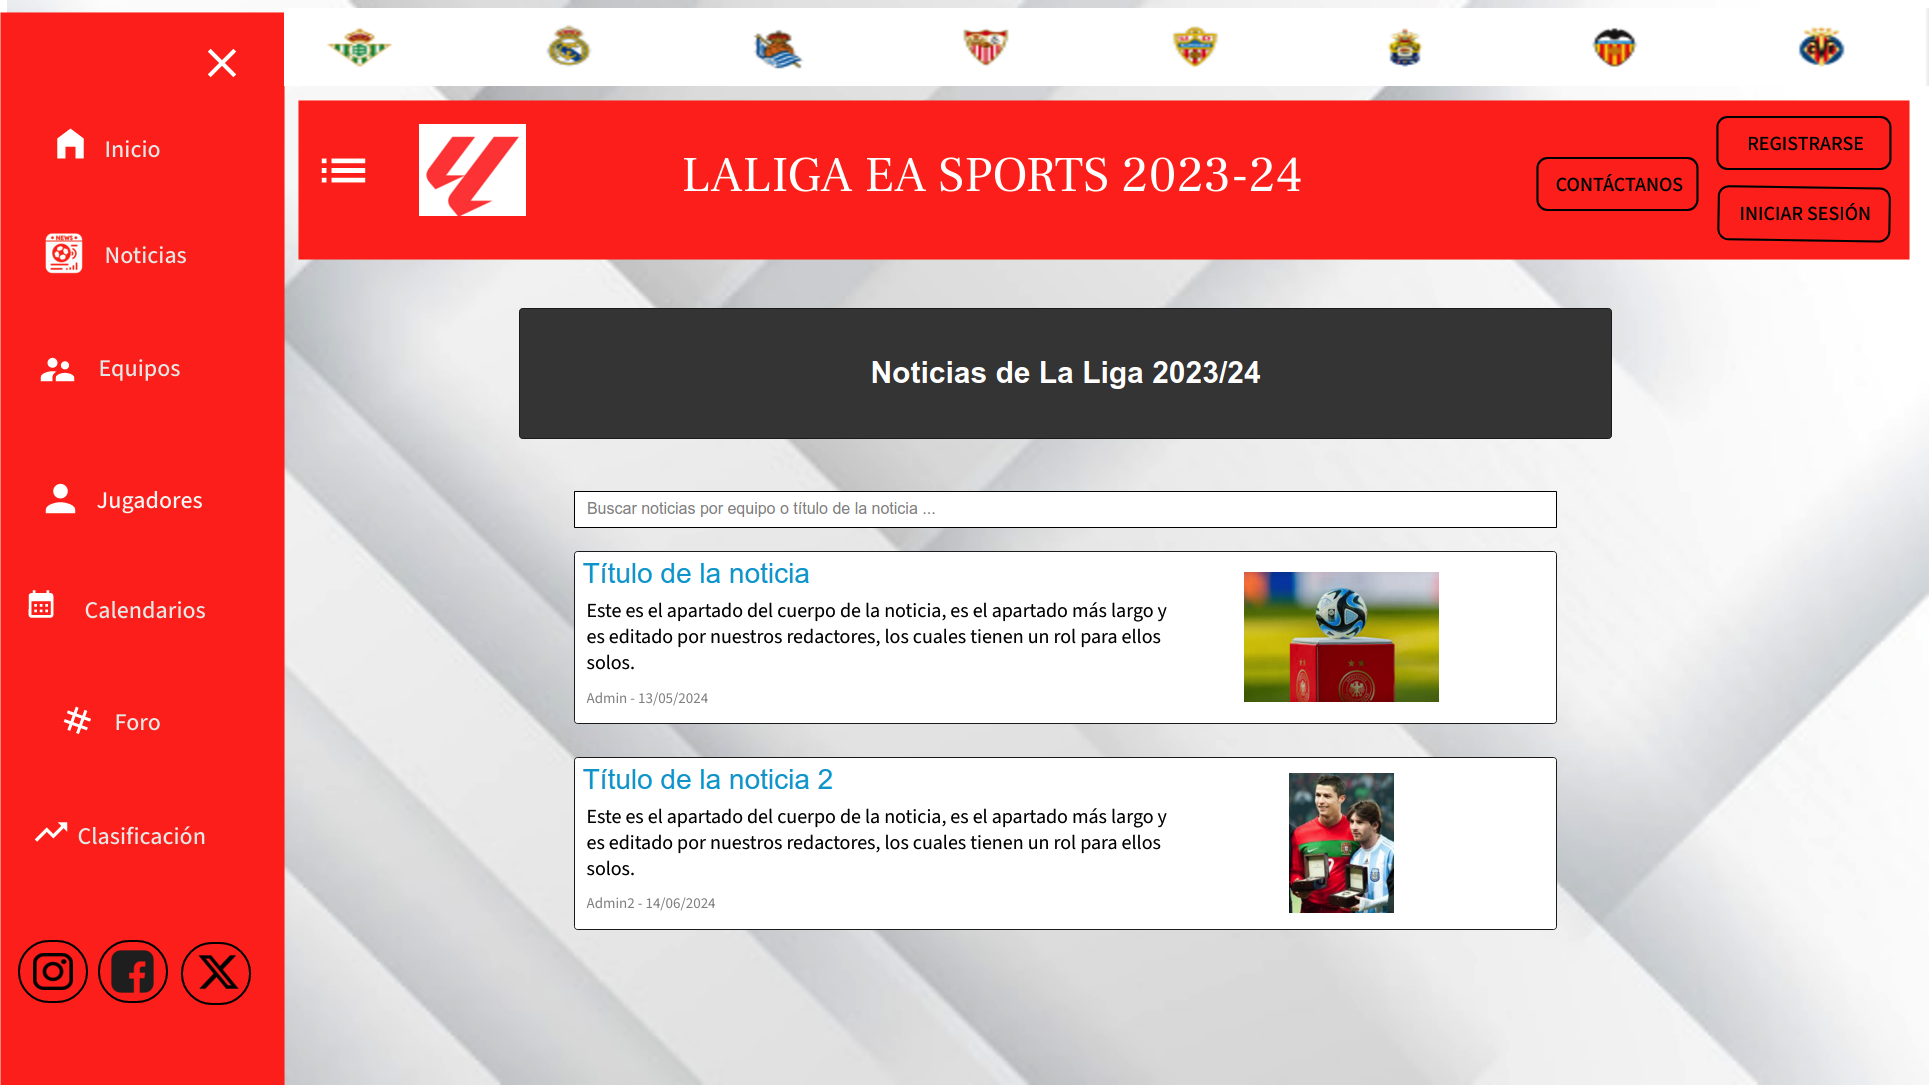 Inicio
NEWS
Noticias
Equipos
Jugadores
Calendarios
Foro
Clasificación
LALIGA EA SPORTS 2023-24
CONTÁCTANOS
REGISTRARSE
INICIAR SESIÓN
Noticias de La Liga 2023/24
Buscar noticias por equipo o título de la noticia ...
Título de la noticia
Este es el apartado del cuerpo de la noticia, es el apartado más largo y
es editado por nuestros redactores, los cuales tienen un rol para ellos
solos.
Admin - 13/05/2024
Título de la noticia 2
Este es el apartado del cuerpo de la noticia, es el apartado más largo y
es editado por nuestros redactores, los cuales tienen un rol para ellos
solos.
Admin2 - 14/06/2024